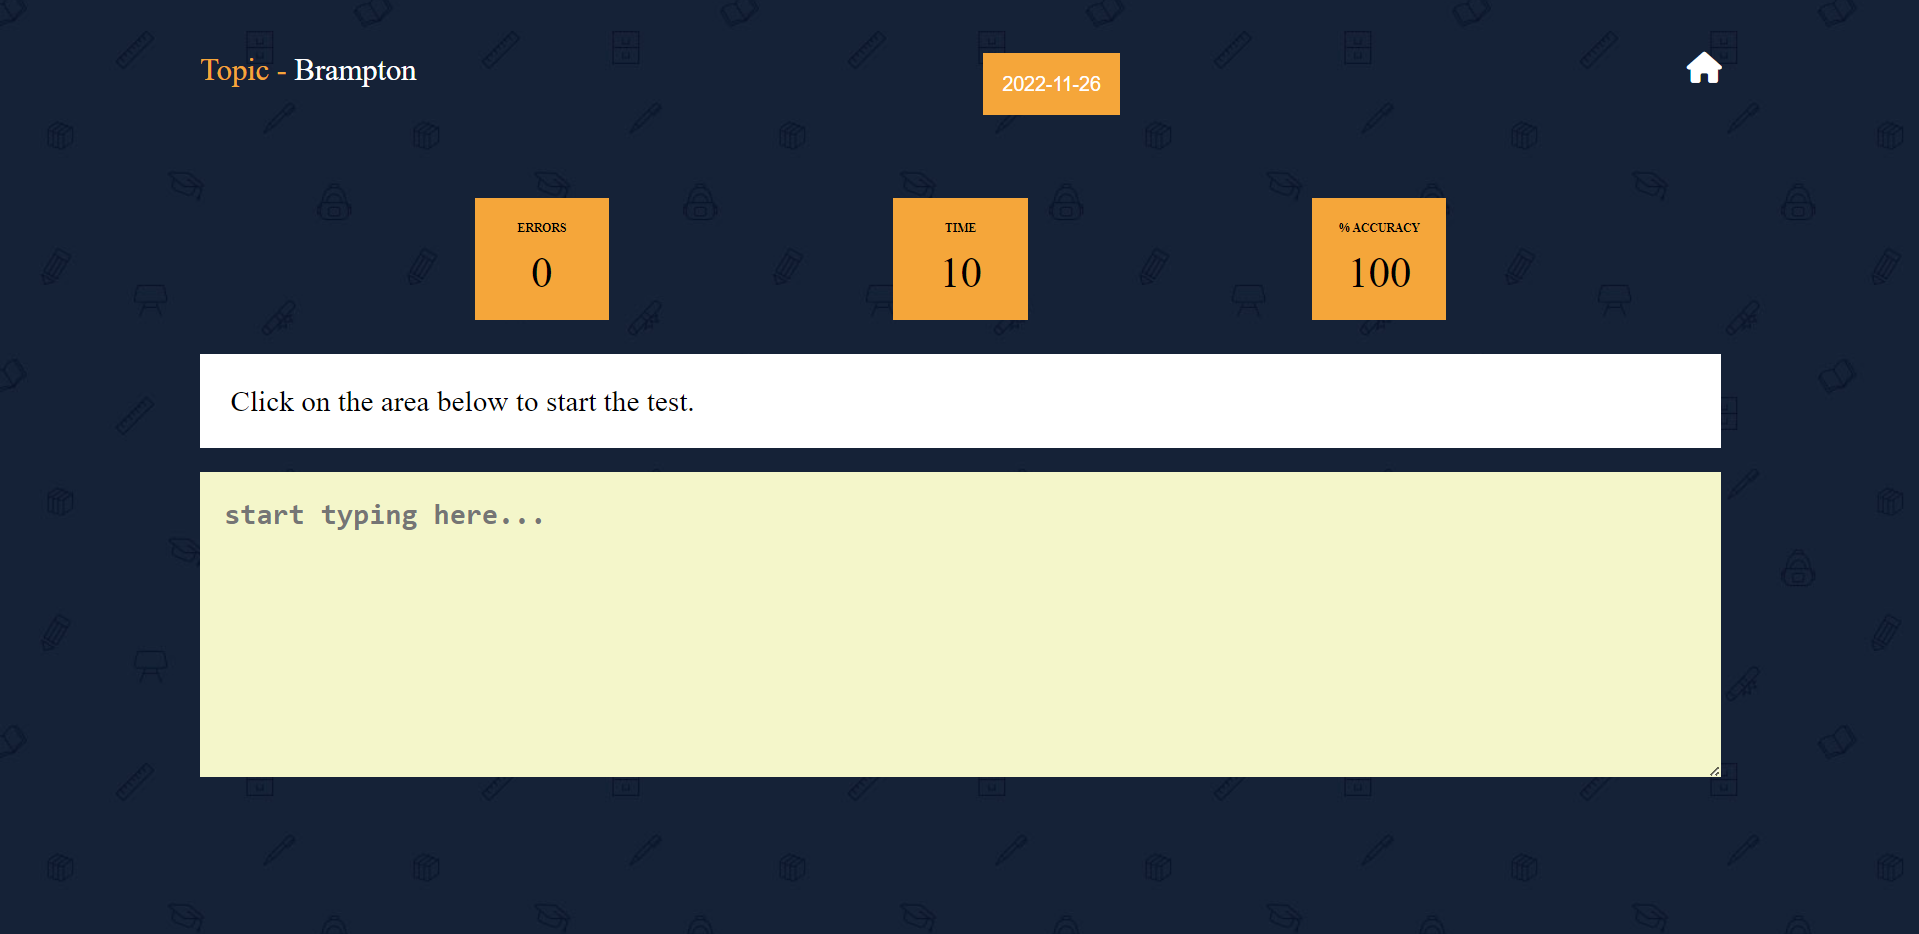 Topic - Brampton
2022-11-26
ERRORS
0
TIME
10
% ACCURACY
100
Click on the area below to start the test.
start typing here...